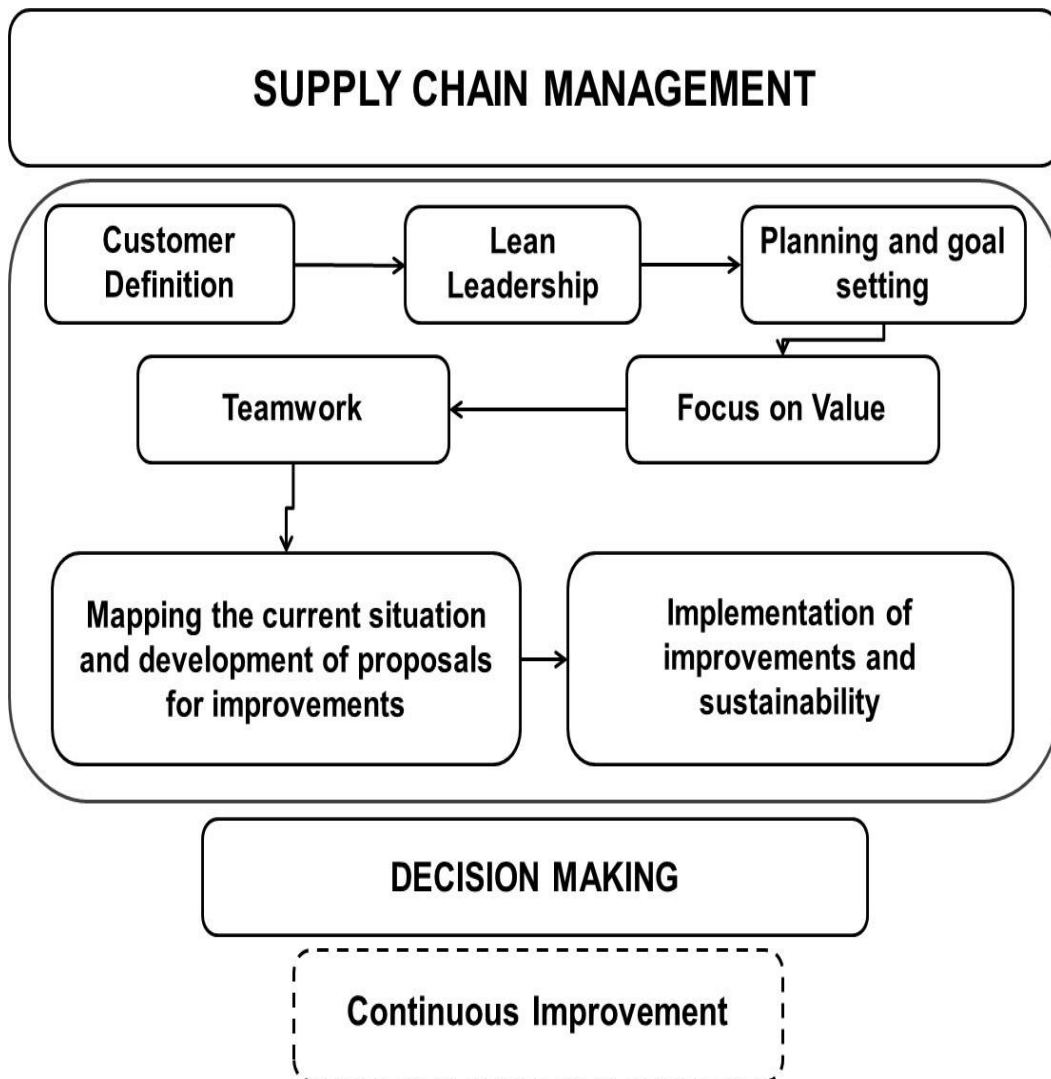 SUPPLY CHAIN MANAGEMENT
Customer
Definition
Lean
Leadership
Planning and goal
setting
Teamwork
Focus on Value
Mapping the current situation
and development of proposals
for improvements
Implementation of
improvements and
sustainability
DECISION MAKING
Continuous Improvement